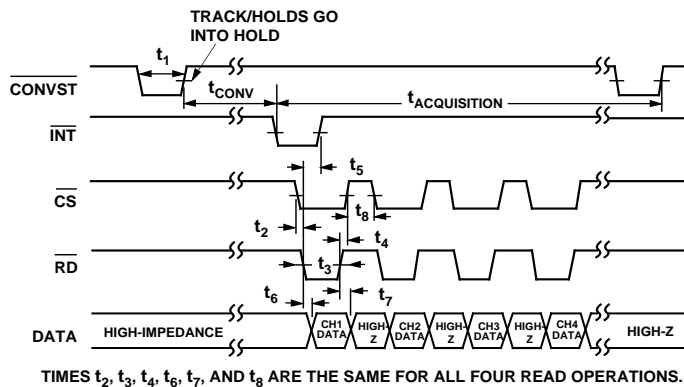 TRACK/HOLDS GO
INTO HOLD
t1
CONVST
tCONV
tACQUISITION
INT
t5
CS
t2
t8
t4
RD
t3
t6
t7
DATA
HIGH-IMPEDANCE
CH1
DATA
HIGH-
Z
CH2
DATA
HIGH-
Z
CH3
DATA
HIGH-
Z
CH4
DATA
HIGH-Z
TIMES t2, t3, t4, t6, t7, AND t8 ARE THE SAME FOR ALL FOUR READ OPERATIONS.